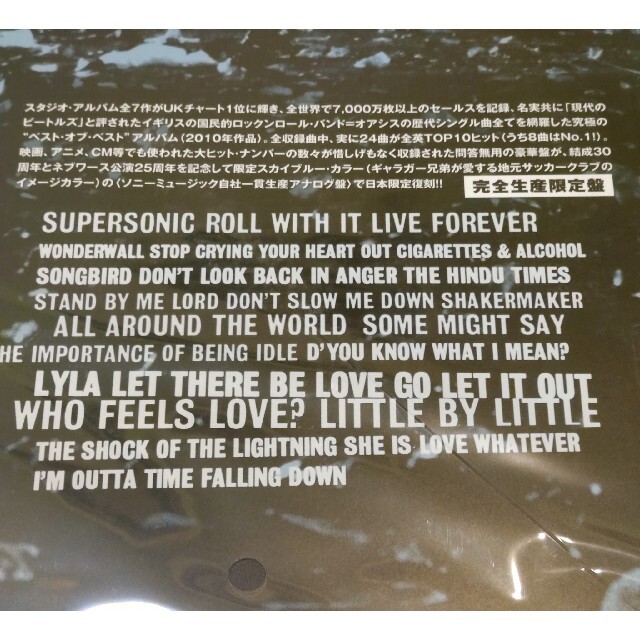 スタジオ・アルバム全7作がUKチャート1位に輝き、全世界で7,000万枚以上のセールスを記録、名実共に「現代の
ビートルズ」と評されたイギリスの国民的ロックンロール・バンド=オアシスの歴代シングル曲全てを網羅した究極の
“ベスト・オブ・ベスト”アルバム(2010年作品)。全収録曲中、実に24曲が全英TOP10ヒット(うち8曲はNo.1!)。
映画、アニメ、CM等でも使われた大ヒット・ナンバーの数々が惜しげもなく収録された問答無用の豪華盤が、結成30
周年とネブワース公演25周年を記念して限定スカイブルー・カラー(ギャラガー兄弟が愛する地元サッカークラブの
イメージカラー)の〈ソニーミュージック自社一貫生産アナログ盤〉で日本限定復刻!! 完全生産限定盤
SUPERSONIC ROLL WITH IT LIVE FOREVER
WONDERWALL STOP CRYING YOUR HEART OUT CIGARETTES & ALCOHOL
SONGBIRD DON'T LOOK BACK IN ANGER THE HINDU TIMES
STAND BY ME LORD DON'T SLOW ME DOWN SHAKERMAKER
ALL AROUND THE WORLD SOME MIGHT SAY
HE IMPORTANCE OF BEING IDLE D'YOU KNOW WHAT I MEAN?
LYLA LET THERE BE LOVE GO LET IT OUT
WHO FEELS LOVE? LITTLE BY LITTLE
THE SHOCK OF THE LIGHTNING SHE IS LOVE WHATEVER
I'M OUTTA TIME FALLING DOWN